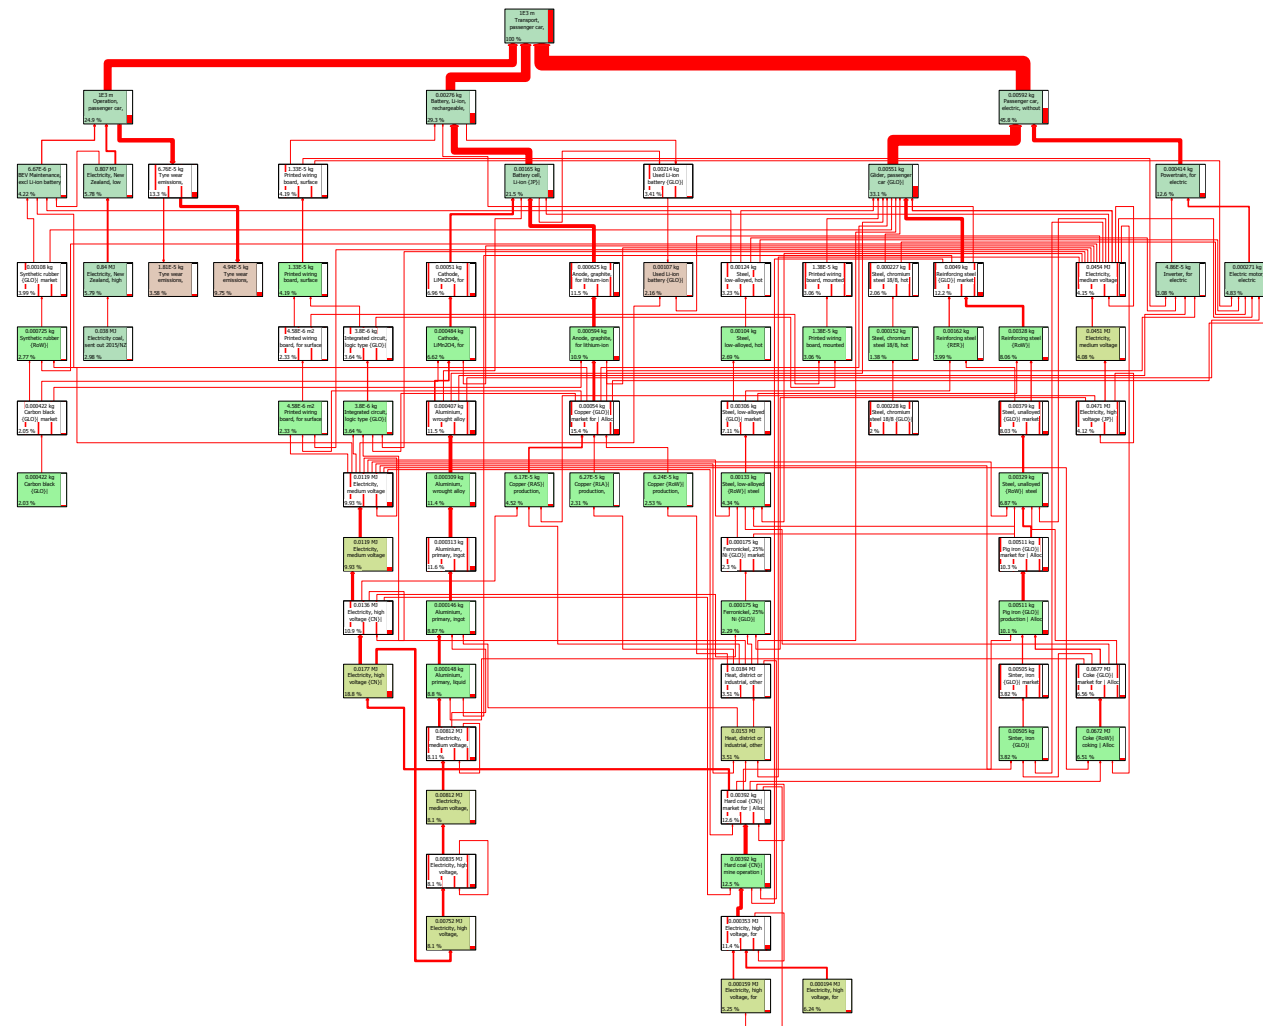 1E3 m
Transport,
passenger car,
100 %
1E3 m
Operation,
passenger car,
24.9 %
0.00276 kg
Battery, Li-ion,
rechargeable,
29.3 %
0.00592 kg
Passenger car,
electric, without
45.8 %
6.67E-6 p
BEV Maintenance,
excl Li-ion battery
4.22 %
0.807 MJ
Electricity, New
Zealand, low
5.78 %
6.76E-5 kg
Tyre wear
emissions,
13.3 %
1.33E-5 kg
Printed wiring
board, surface
4.19 %
0.00165 kg
Battery cell,
Li-ion {JP}|
21.5 %
0.00214 kg
Used Li-ion
battery {GLO}|
3.41 %
0.00551 kg
Glider, passenger
car {GLO}|
33.1 %
0.000414 kg
Powertrain, for
electric
12.6 %
0.00108 kg
Synthetic rubber
{GLO}| market
3.99 %
0.84 MJ
Electricity, New
Zealand, high
5.79 %
1.81E-5 kg
Tyre wear
emissions,
3.58 %
4.94E-5 kg
Tyre wear
emissions,
9.75 %
1.33E-5 kg
Printed wiring
board, surface
4.19 %
0.00051 kg
Cathode,
LiMn2O4, for
6.96 %
0.000625 kg
Anode, graphite,
for lithium-ion
11.5 %
0.00107 kg
Used Li-ion
battery {GLO}|
2.16 %
0.00124 kg
Steel,
low-alloyed, hot
3.23 %
1.38E-5 kg
Printed wiring
board, mounted
3.06 %
0.000227 kg
Steel, chromium
steel 18/8, hot
2.06 %
0.0049 kg
Reinforcing steel
{GLO}| market
12.2 %
0.0454 MJ
Electricity,
medium voltage
4.15 %
4.86E-5 kg
Inverter, for
electric
3.08 %
0.000271 kg
Electric motor,
electric
4.83 %
0.000725 kg
Synthetic rubber
{RoW}|
2.77 %
0.038 MJ
Electricity coal,
sent out 2015/NZ
2.98 %
4.58E-6 m2
Printed wiring
board, for surface
2.33 %
3.8E-6 kg
Integrated circuit,
logic type {GLO}|
3.64 %
0.000484 kg
Cathode,
LiMn2O4, for
6.62 %
0.000594 kg
Anode, graphite,
for lithium-ion
10.9 %
0.00104 kg
Steel,
low-alloyed, hot
2.69 %
1.38E-5 kg
Printed wiring
board, mounted
3.06 %
0.000152 kg
Steel, chromium
steel 18/8, hot
1.38 %
0.00162 kg
Reinforcing steel
{RER}|
3.99 %
0.00328 kg
Reinforcing steel
{RoW}|
8.06 %
0.0451 MJ
Electricity,
medium voltage
4.08 %
0.000422 kg
Carbon black
{GLO}| market
2.05 %
4.58E-6 m2
Printed wiring
board, for surface
2.33 %
3.8E-6 kg
Integrated circuit,
logic type {GLO}|
3.64 %
0.000407 kg
Aluminium,
wrought alloy
11.5 %
0.00054 kg
Copper {GLO}|
market for | Alloc
15.4 %
0.00306 kg
Steel, low-alloyed
{GLO}| market
7.11 %
0.000228 kg
Steel, chromium
steel 18/8 {GLO}|
2 %
0.00379 kg
Steel, unalloyed
{GLO}| market
8.03 %
0.0471 MJ
Electricity, high
voltage {JP}|
4.12 %
0.000422 kg
Carbon black
{GLO}|
2.03 %
0.0119 MJ
Electricity,
medium voltage
9.93 %
0.000309 kg
Aluminium,
wrought alloy
11.4 %
6.17E-5 kg
Copper {RAS}|
production,
4.52 %
6.27E-5 kg
Copper {RLA}|
production,
2.31 %
6.24E-5 kg
Copper {RoW}|
production,
2.53 %
0.00133 kg
Steel, low-alloyed
{RoW}| steel
4.34 %
0.00329 kg
Steel, unalloyed
{RoW}| steel
6.87 %
0.0119 MJ
Electricity,
medium voltage
9.93 %
0.000313 kg
Aluminium,
primary, ingot
11.6 %
0.000175 kg
Ferronickel, 25%
Ni {GLO}| market
2.3 %
0.00511 kg
Pig iron {GLO}|
market for | Alloc
10.3 %
0.0136 MJ
Electricity, high
voltage {CN}|
10.9 %
0.000146 kg
Aluminium,
primary, ingot
8.87 %
0.000175 kg
Ferronickel, 25%
Ni {GLO}|
2.29 %
0.00511 kg
Pig iron {GLO}|
production | Alloc
10.1 %
0.0177 MJ
Electricity, high
voltage {CN}|
18.8 %
0.000148 kg
Aluminium,
primary, liquid
8.8 %
0.0184 MJ
Heat, district or
industrial, other
3.51 %
0.00505 kg
Sinter, iron
{GLO}| market
3.82 %
0.0677 MJ
Coke {GLO}|
market for | Alloc
6.56 %
0.00812 MJ
Electricity,
medium voltage,
8.11 %
0.0153 MJ
Heat, district or
industrial, other
3.51 %
0.00505 kg
Sinter, iron
{GLO}|
3.82 %
0.0672 MJ
Coke {RoW}|
coking | Alloc
6.51 %
0.00812 MJ
Electricity,
medium voltage,
8.1 %
0.00392 kg
Hard coal {CN}|
market for | Alloc
12.6 %
0.00835 MJ
Electricity, high
voltage,
8.1 %
0.00392 kg
Hard coal {CN}|
mine operation |
12.5 %
0.00752 MJ
Electricity, high
voltage,
8.1 %
0.000353 MJ
Electricity, high
voltage, for
11.4 %
0.000159 MJ
Electricity, high
voltage, for
5.25 %
0.000194 MJ
Electricity, high
voltage, for
6.24 %